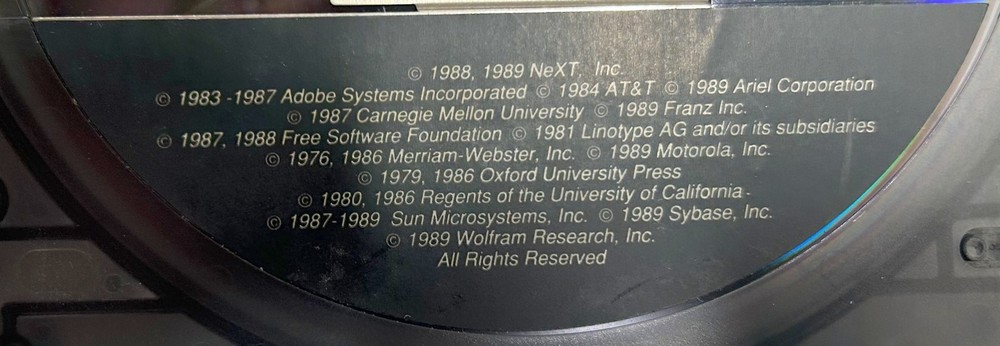 © 1988, 1989 NeXT, Inc.
© 1983 -1987 Adobe Systems Incorporated © 1984 AT&T © 1989 Ariel Corporation
© 1987 Carnegie Mellon University © 1989 Franz Inc.
© 1987, 1988 Free Software Foundation © 1981 Linotype AG and/or its subsidiaries
© 1976, 1986 Merriam-Webster, Inc. © 1989 Motorola, Inc.
© 1979, 1986 Oxford University Press
© 1980, 1986 Regents of the University of California
© 1987-1989 Sun Microsystems, Inc. © 1989 Sybase, Inc.
© 1989 Wolfram Research, Inc.
All Rights Reserved